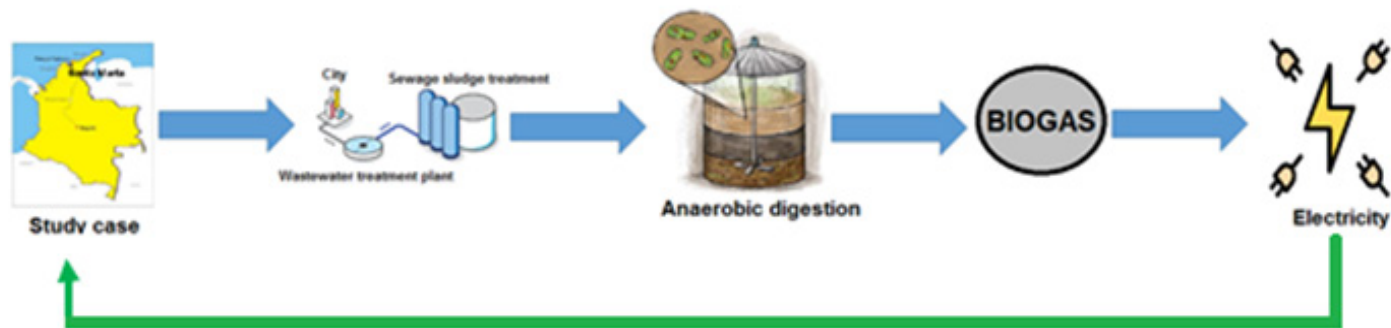 Santa Marta
City
Sewage sludge treatment
Wastewater treatment plant
Study case
Anaerobic digestion
BIOGAS
Electricity